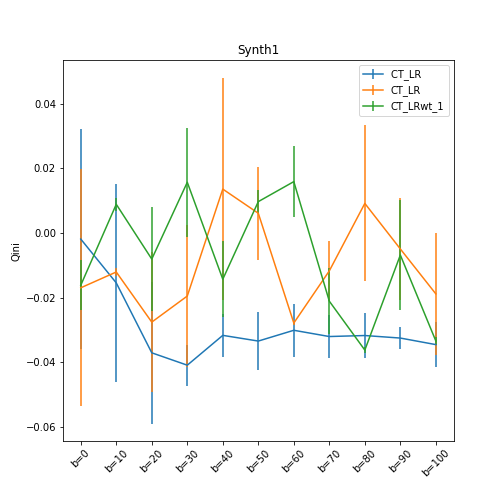 Synth1
CT_LR
CT_LR
CT_LRwt_1
0.04
0.02
0.00
−0.02
−0.04
−0.06
Qini
b=0
b=10
b=20
b=30
b=40
b=50
b=60
b=70
b=80
b=90
b=100